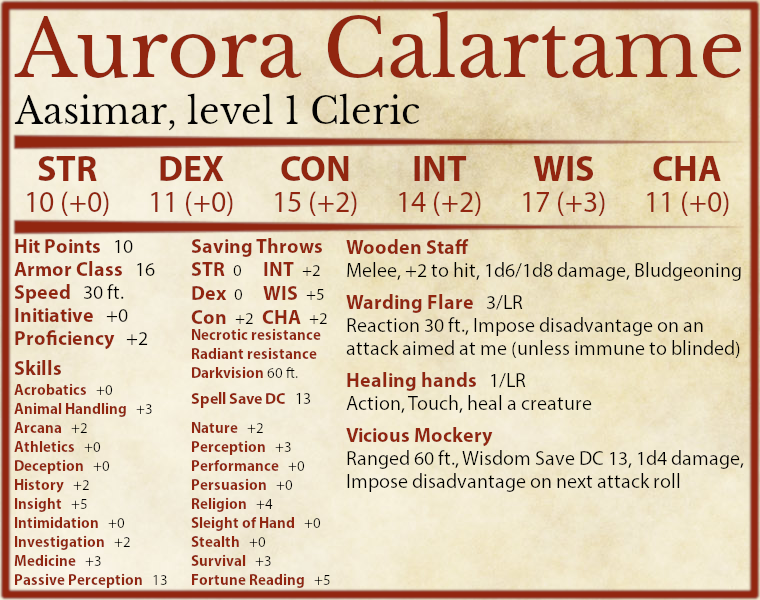 Aurora Calartame
Aasimar, level 1 Cleric
STR DEX CON INT WIS CHA
10 (+0) 11 (+0) 15 (+2) 14 (+2) 17 (+3) 11 (+0)
Hit Points 10
Armor Class 16
Speed 30 ft.
Initiative +0
Proficiency +2
Skills
Acrobatics +0
Animal Handling +3
Arcana +2
Athletics +0
Deception +0
History +2
Insight +5
Intimidation +0
Investigation +2
Medicine +3
Passive Perception 13
Saving Throws
STR 0 INT +2
Dex 0 WIS +5
Con +2 CHA +2
Necrotic resistance
Radiant resistance
Darkvision 60 ft.
Spell Save DC 13
Nature +2
Perception +3
Performance +0
Persuasion +0
Religion +4
Sleight of Hand +0
Stealth +0
Survival +3
Fortune Reading +5
Wooden Staff
Melee, +2 to hit, 1d6/1d8 damage, Bludgeoning
Warding Flare 3/LR
Reaction 30 ft., Impose disadvantage on an
attack aimed at me (unless immune to blinded)
Healing hands 1/LR
Action, Touch, heal a creature
Vicious Mockery
Ranged 60 ft., Wisdom Save DC 13, 1d4 damage,
Impose disadvantage on next attack roll